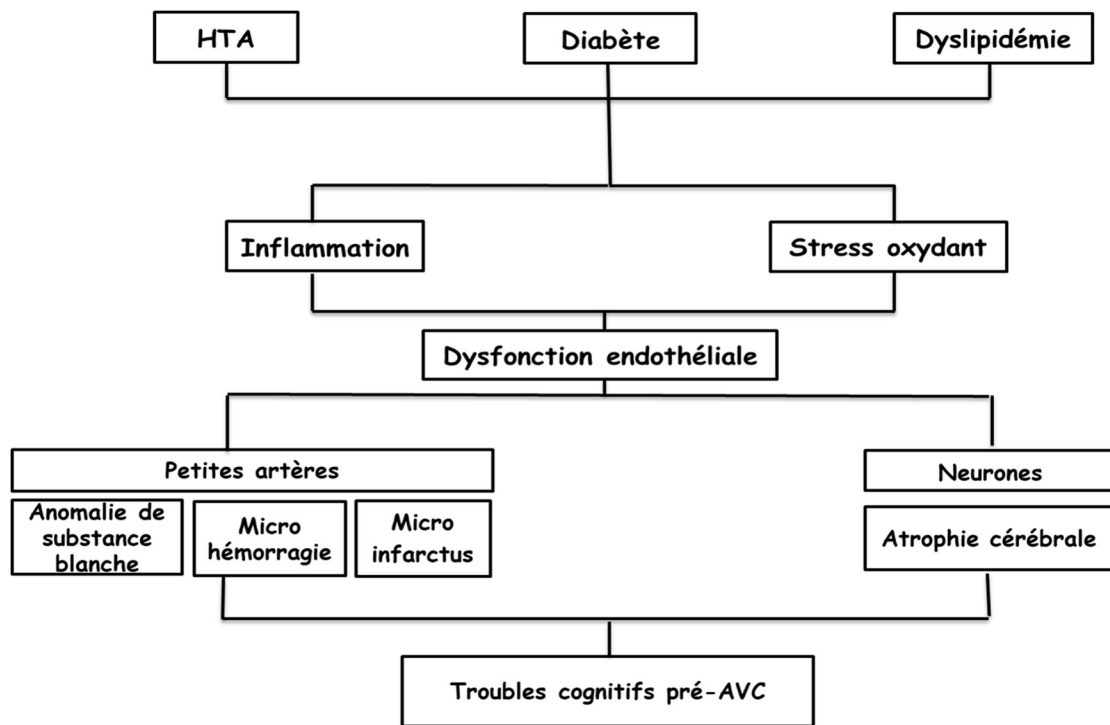 HTA
Diabète
Dyslipidémie
Inflammation
Stress oxydant
Dysfonction endothéliale
Petites artères
Neurones
Anomalie de
substance
blanche
Micro
hémorragie
Micro
infarctus
Atrophie cérébrale
Troubles cognitifs pré-AVC